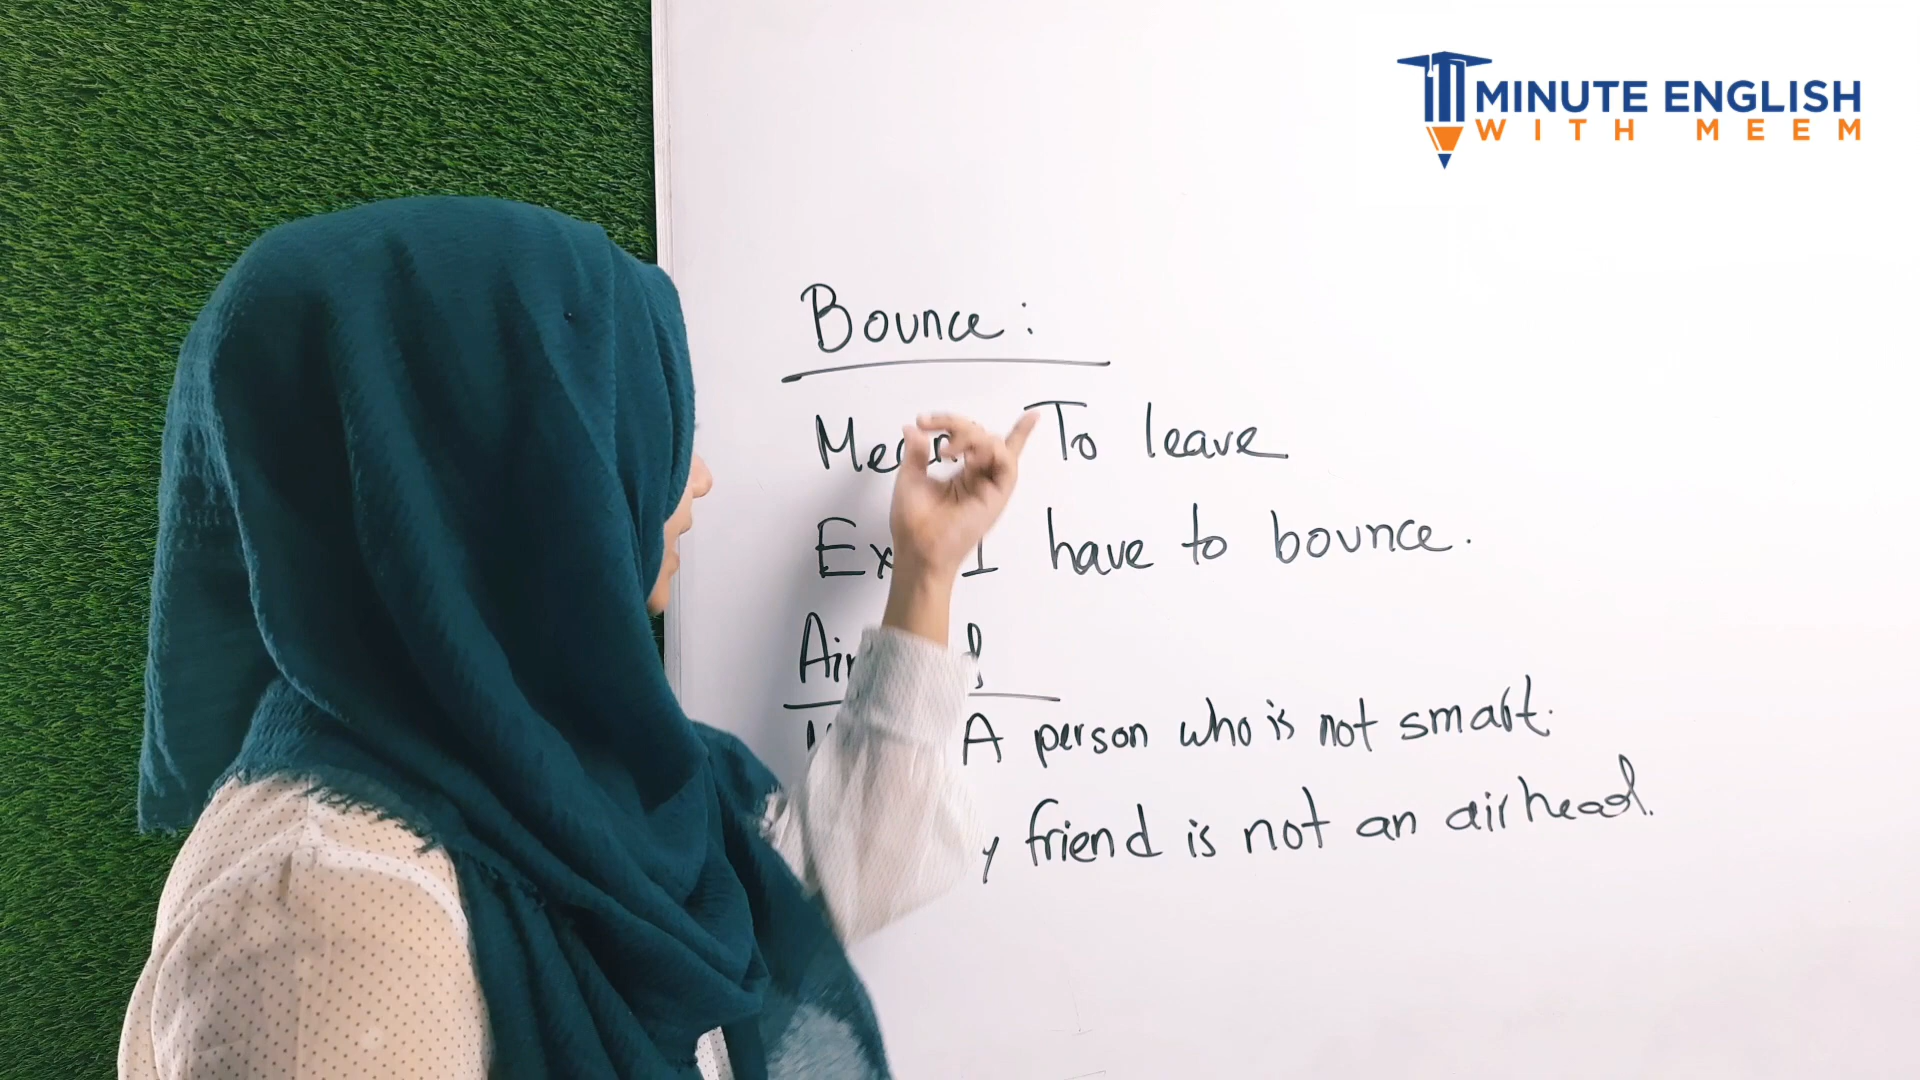 MINUTE ENGLISH
WITH MEEM
Bounce:
To leave
I have to bounce.
A person who is not smart.
friend is not an airhead.